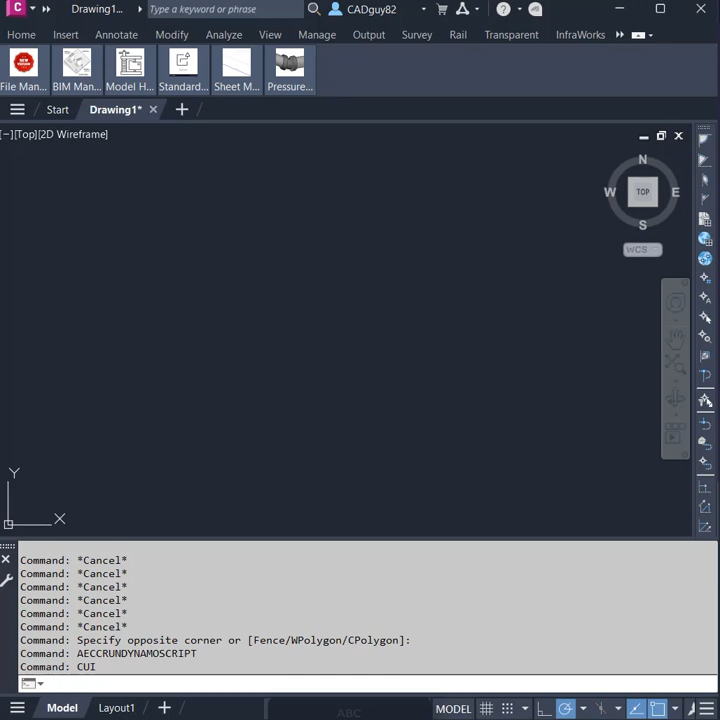 Drawing1... Type a keyword or phrase CADguy82
Home Insert Annotate Modify Analyze View Manage Output Survey Rail Transparent InfraWorks
File Man... BIM Man... Model H... Standard... Sheet M... Pressure...
Start Drawing1*
[−][Top][2D Wireframe]
N
W TOP E
S
WCS
Y
X
Command: *Cancel*
Command: *Cancel*
Command: *Cancel*
Command: *Cancel*
Command: *Cancel*
Command: *Cancel*
Command: Specify opposite corner or [Fence/WPolygon/CPolygon]:
Command: AECCRUNDYNAMOSCRIPT
Command: CUI
Model Layout1 ABC MODEL